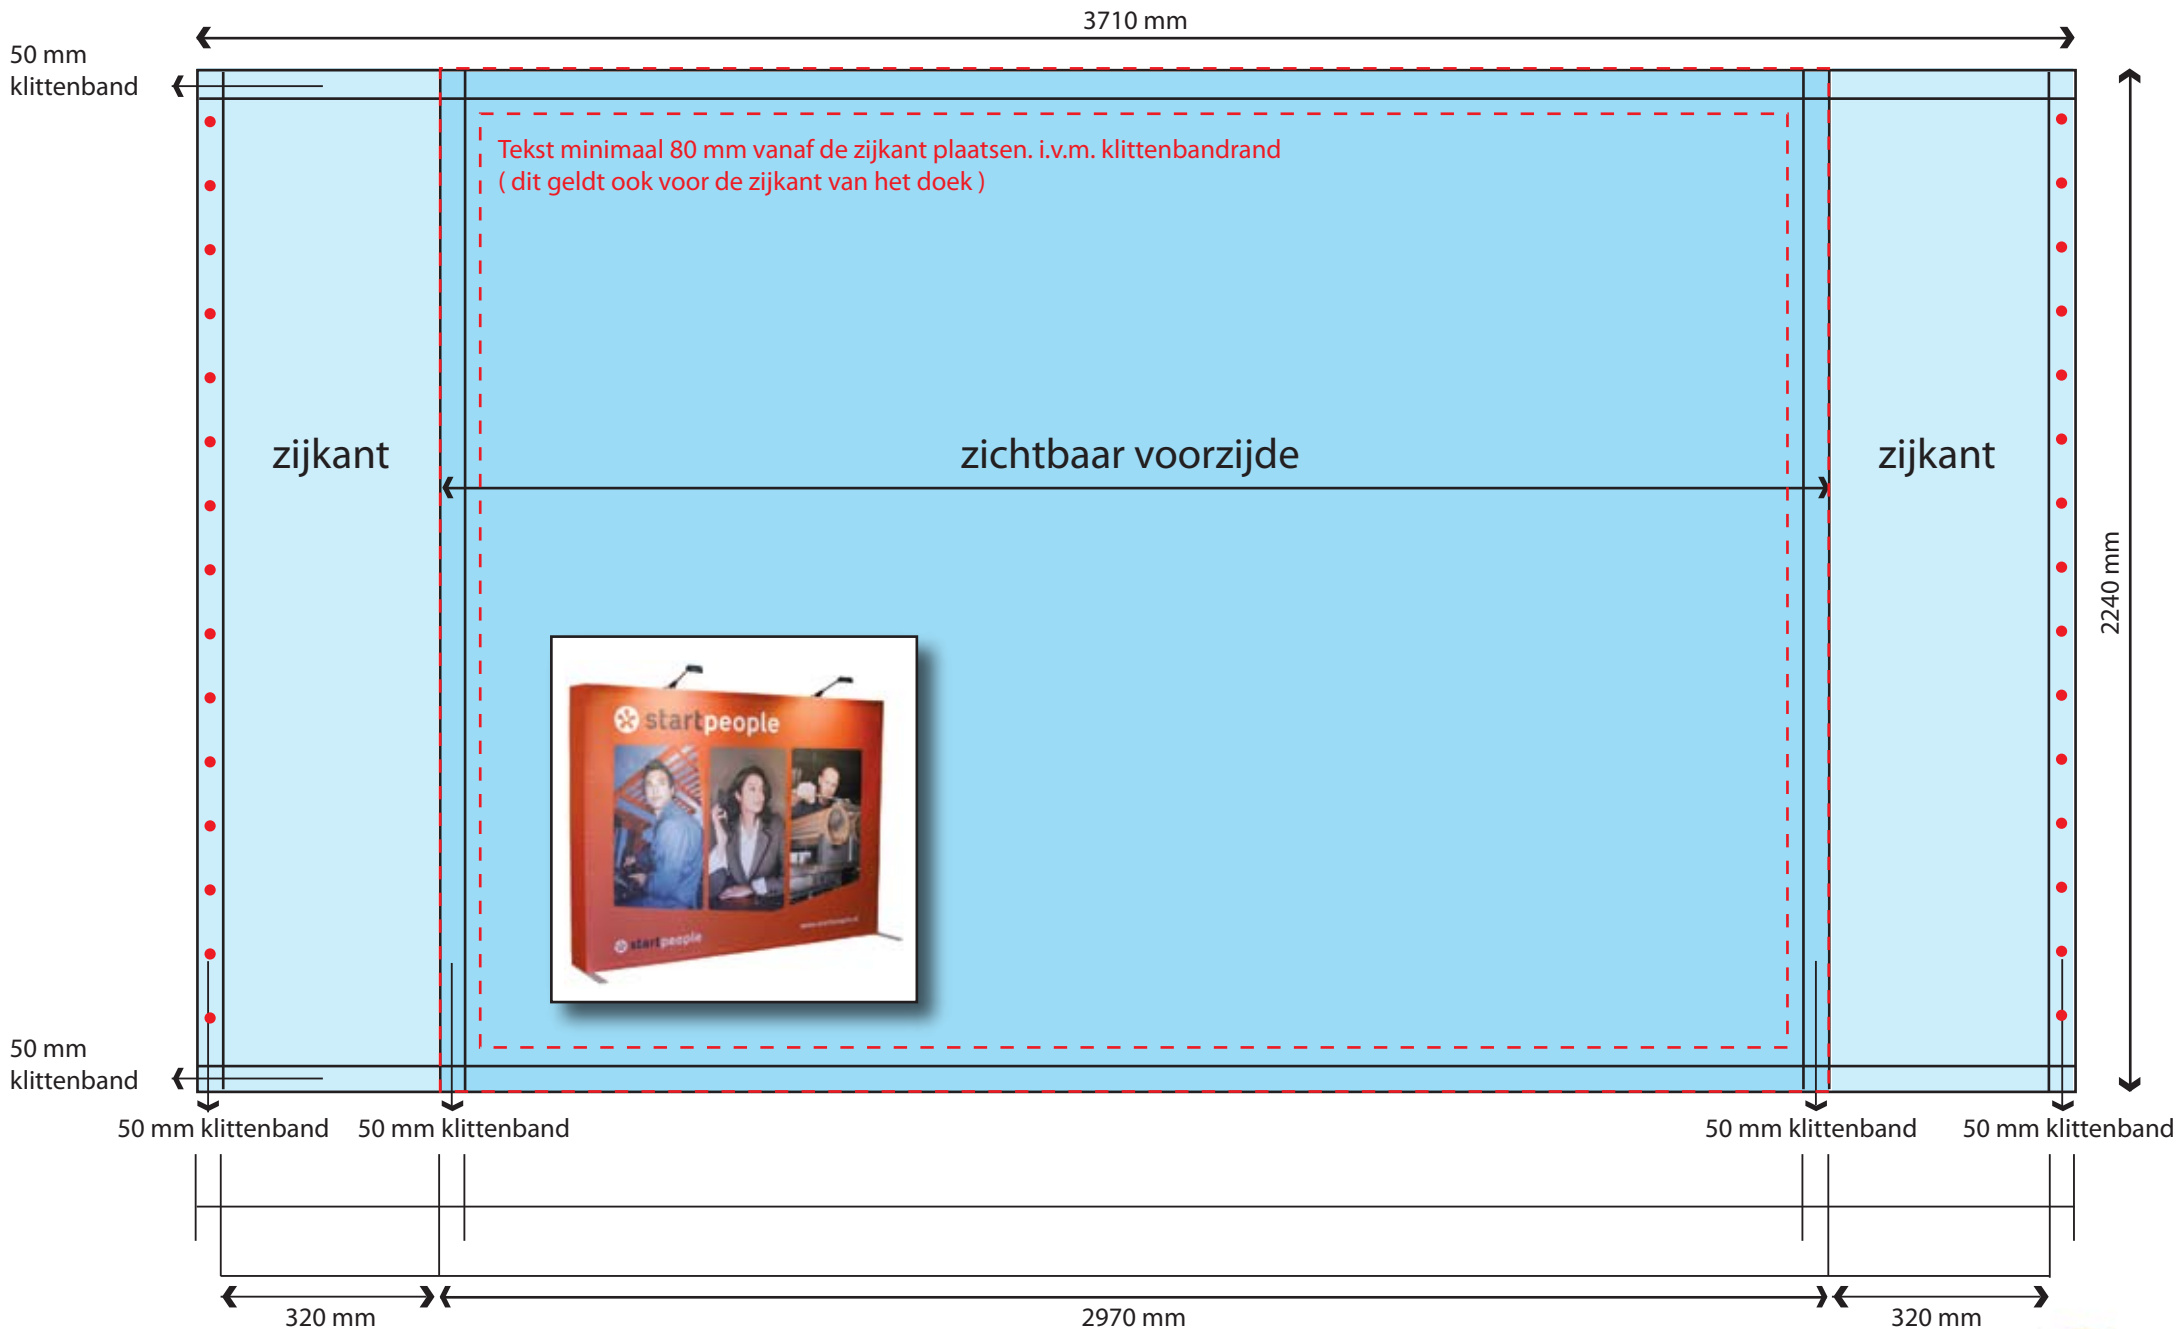 3710 mm
50 mm
klittenband
Tekst minimaal 80 mm vanaf de zijkant plaatsen. i.v.m. klittenbandrand
( dit geldt ook voor de zijkant van het doek )
zijkant
zichtbaar voorzijde
zijkant
2240 mm
startpeople
startpeople
50 mm
klittenband
50 mm klittenband
50 mm klittenband
50 mm klittenband
50 mm klittenband
320 mm
2970 mm
320 mm